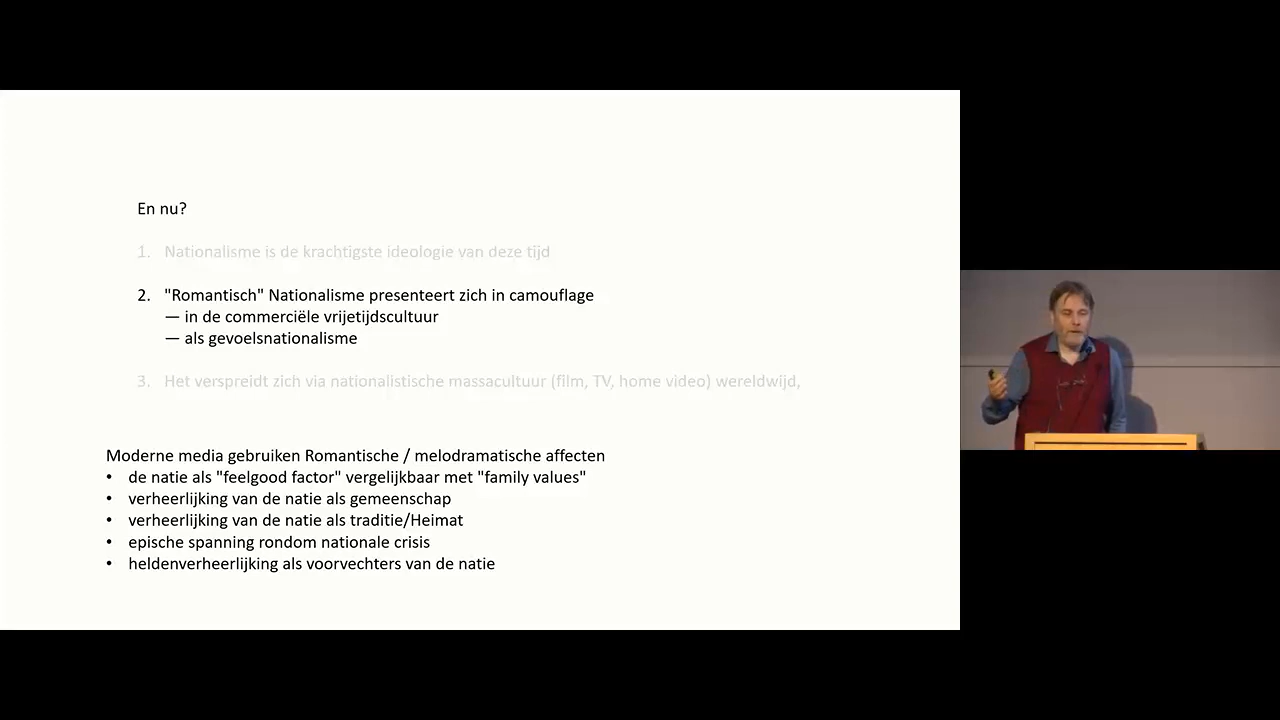 En nu?
1. Nationalisme is de krachtigste ideologie van deze tijd
2. "Romantisch" Nationalisme presenteert zich in camouflage
— in de commerciële vrijetijdscultuur
— als gevoelsnationalisme
3. Het verspreidt zich via nationalistische massacultuur (film, TV, home video) wereldwijd,
Moderne media gebruiken Romantische / melodramatische affecten
• de natie als "feelgood factor" vergelijkbaar met "family values"
• verheerlijking van de natie als gemeenschap
• verheerlijking van de natie als traditie/Heimat
• epische spanning rondom nationale crisis
• heldenverheerlijking als voorvechters van de natie